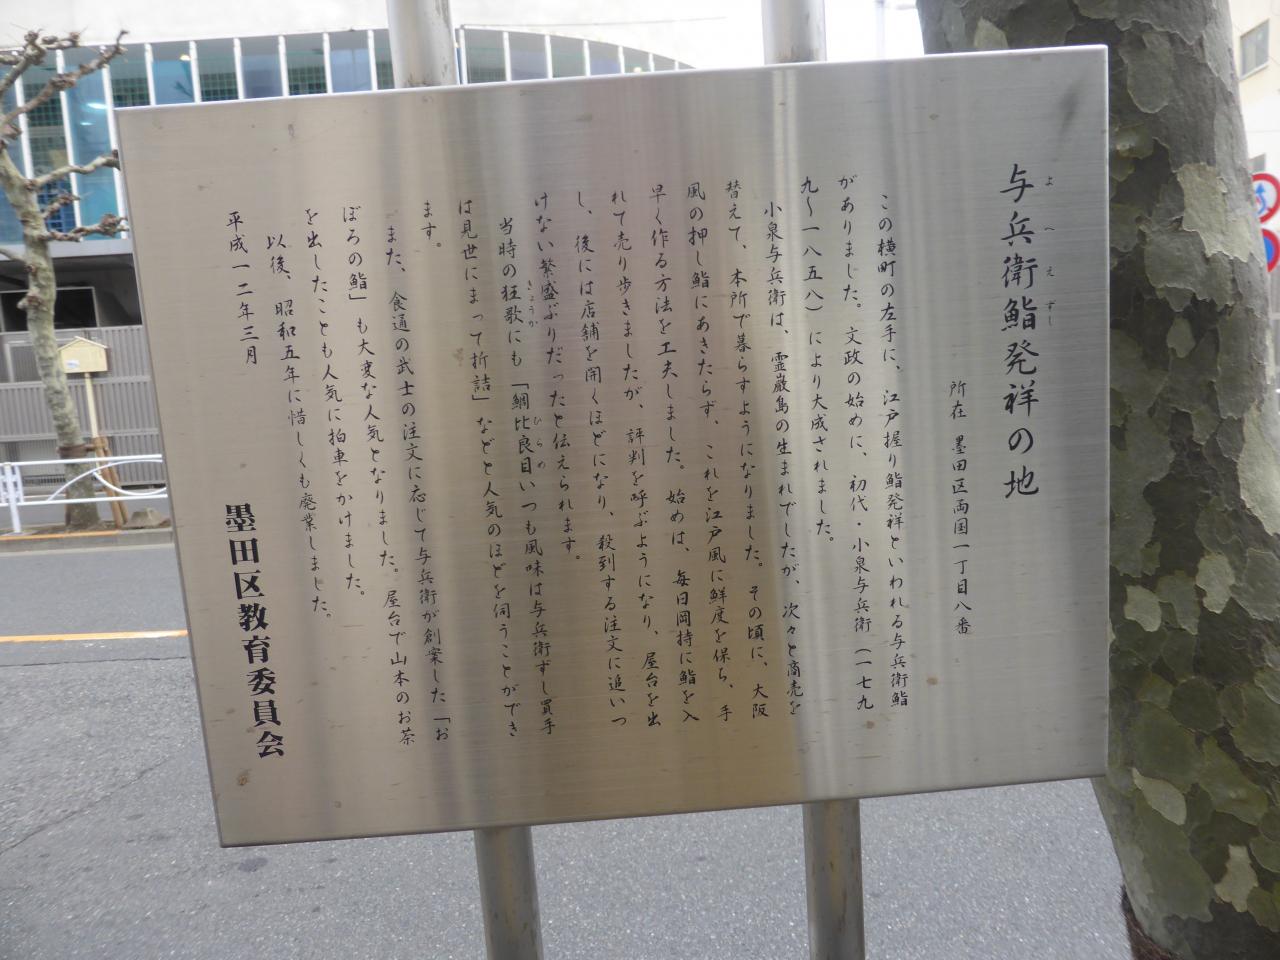 与兵衛鮨発祥の地
よへえずし
所在 墨田区両国一丁目八番
この横町の左手に、江戸握り鮨発祥といわれる与兵衛鮨
がありました。文政の始めに、初代・小泉与兵衛(一七九
九〜一八五八)により大成されました。
小泉与兵衛は、霊巌島の生まれでしたが、次々と商売を
替えて、本所で暮らすようになりました。その頃に、大阪
風の押し鮨にあきたらず、これを江戸風に鮮度を保ち、手
早く作る方法を工夫しました。始めは、毎日岡持に鮨を入
れて売り歩きましたが、評判を呼ぶようになり、屋台を出
し、後には店舗を開くほどになり、殺到する注文に追いつ
けない繁盛ぶりだったと伝えられます。
当時の狂歌にも「鯛比良目いつも風味は与兵衛ずし買手
きょうか
ひらめ
は見世にまって折詰」などと人気のほどを伺うことができ
ます。
また、食通の武士の注文に応じて与兵衛が創案した「お
ぼろの鮨」も大変な人気となりました。屋台で山本のお茶
を出したことも人気に拍車をかけました。
以後、昭和五年に惜しくも廃業しました。
平成一二年三月
墨田区教育委員会